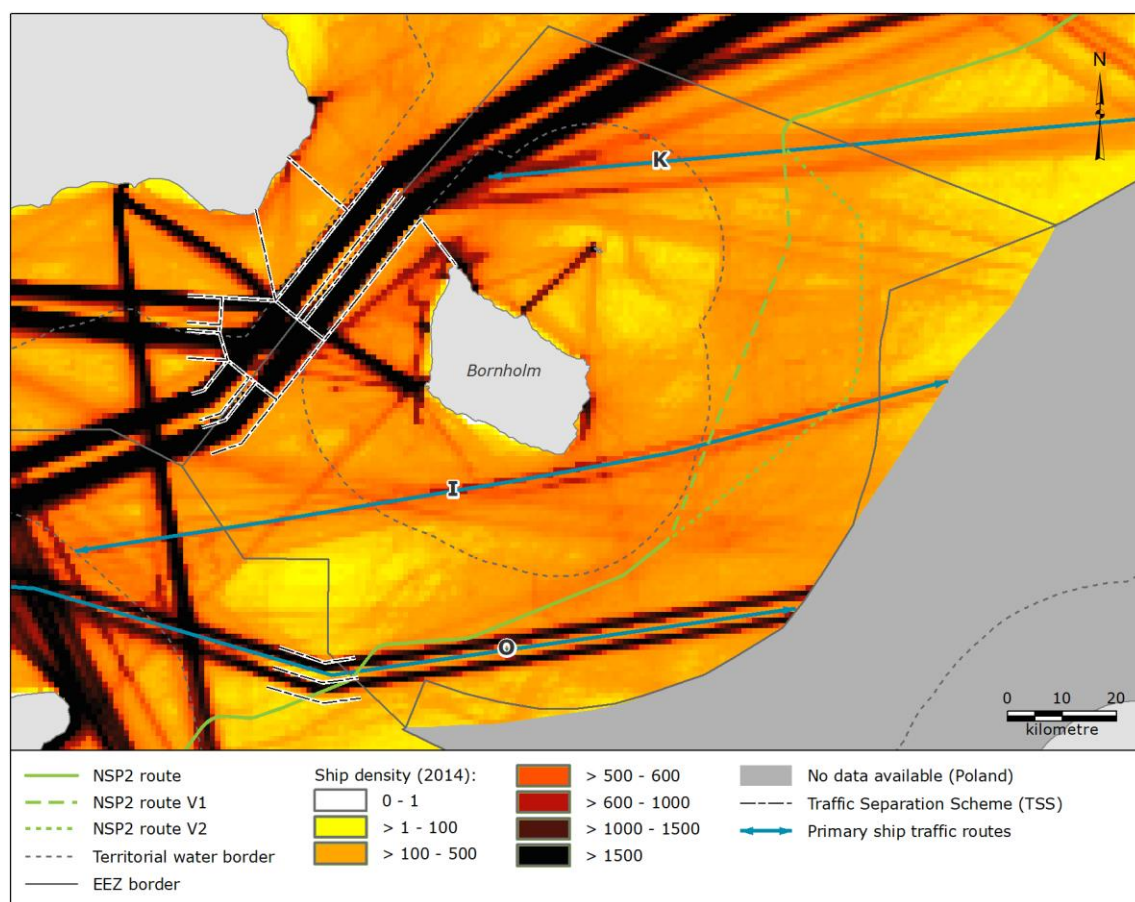 N
K
Bornholm
I
O
0 10 20
kilometre
NSP2 route
NSP2 route V1
NSP2 route V2
Territorial water border
EEZ border
Ship density (2014):
0 - 1
> 1 - 100
> 100 - 500
> 500 - 600
> 600 - 1000
> 1000 - 1500
> 1500
No data available (Poland)
Traffic Separation Scheme (TSS)
Primary ship traffic routes